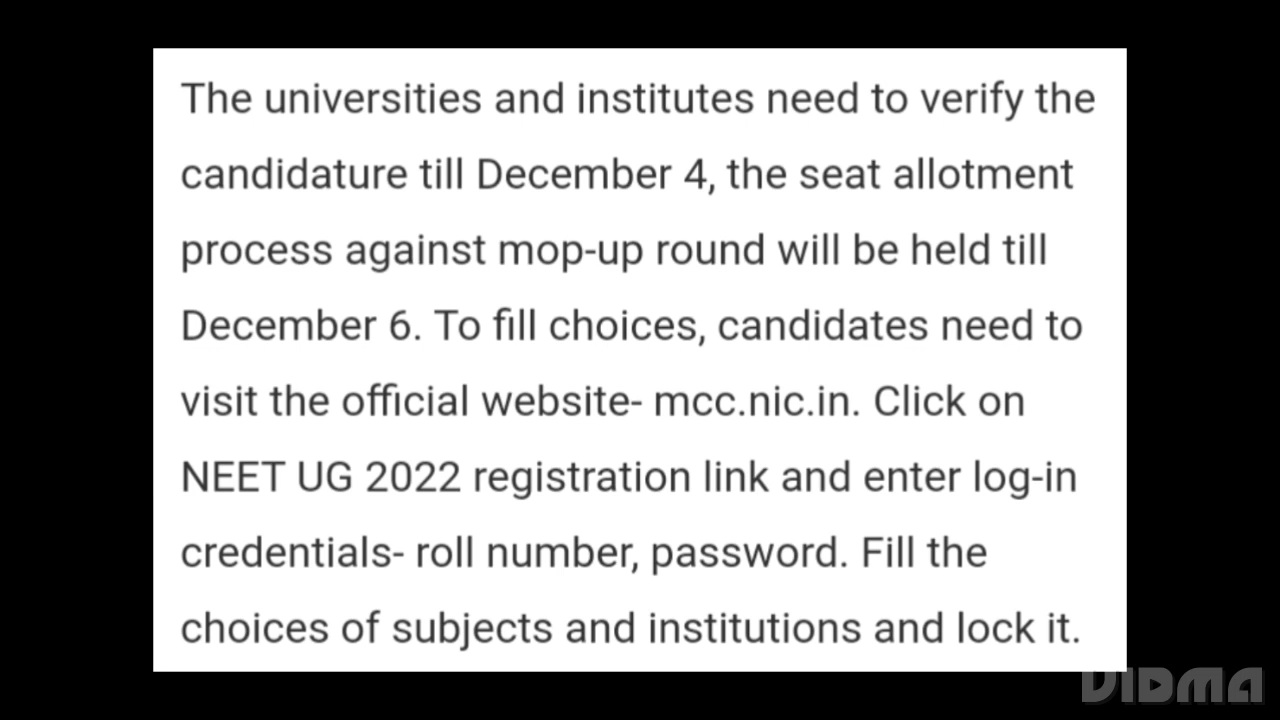 The universities and institutes need to verify the
candidature till December 4, the seat allotment
process against mop-up round will be held till
December 6. To fill choices, candidates need to
visit the official website- mcc.nic.in. Click on
NEET UG 2022 registration link and enter log-in
credentials- roll number, password. Fill the
choices of subjects and institutions and lock it.
VIDMA